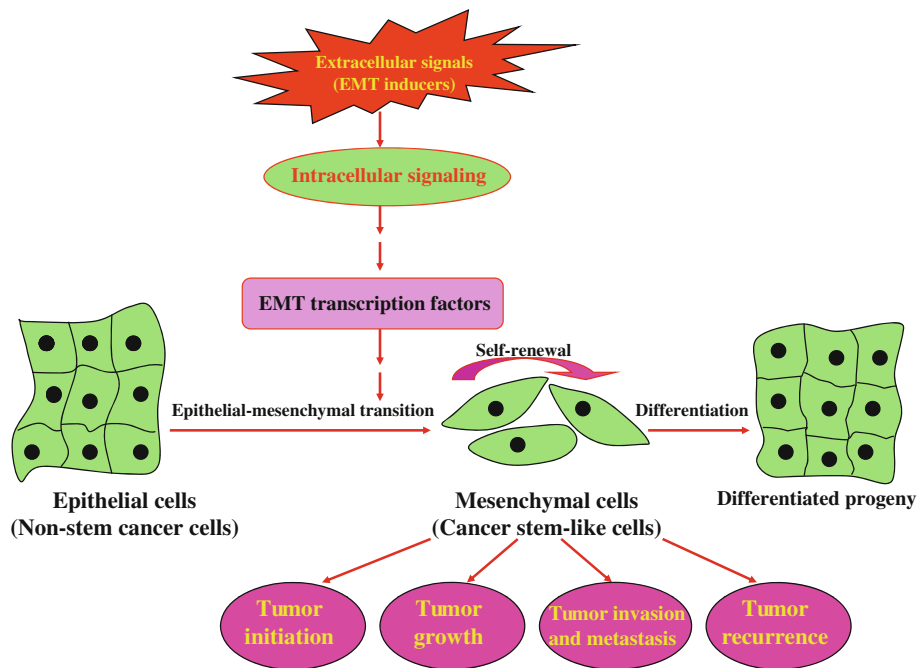 Extracellular signals
(EMT inducers)
Intracellular signaling
EMT transcription factors
Self-renewal
Epithelial-mesenchymal transition
Differentiation
Epithelial cells
(Non-stem cancer cells)
Mesenchymal cells
(Cancer stem-like cells)
Differentiated progeny
Tumor
initiation
Tumor
growth
Tumor invasion
and metastasis
Tumor
recurrence